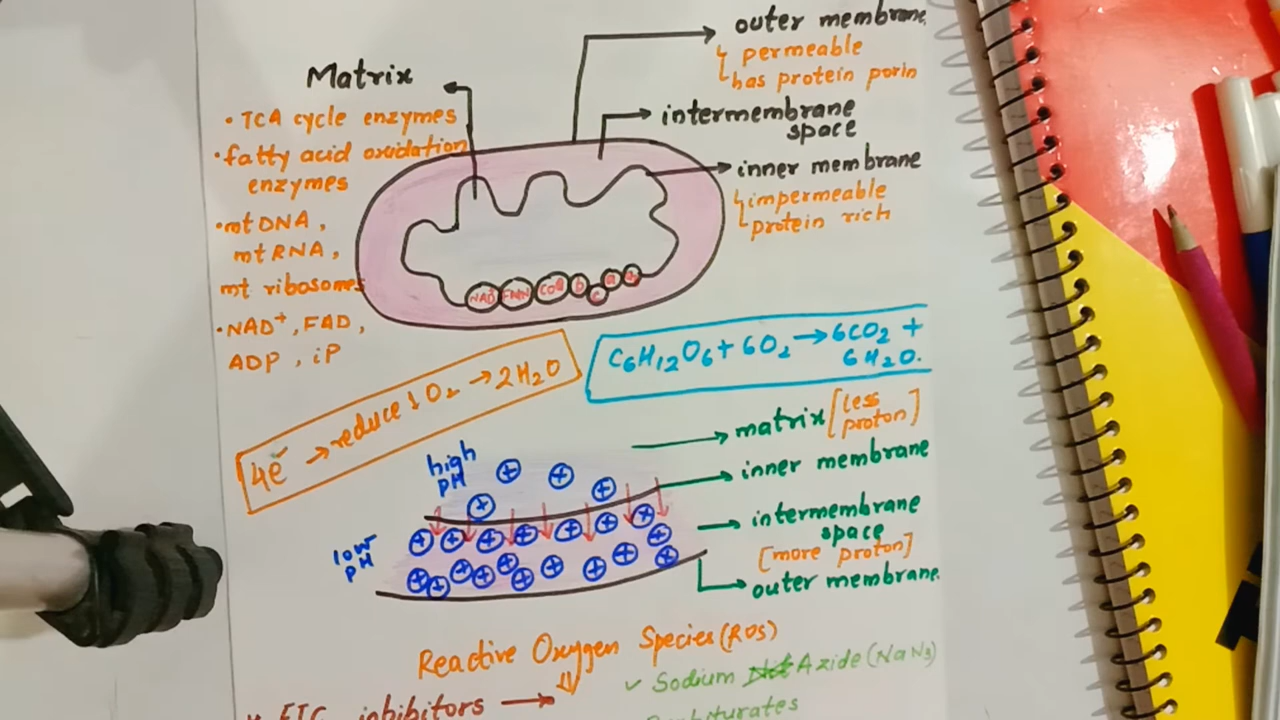 outer membrane
permeable
has protein porin
Matrix
intermembrane
space
• TCA cycle enzymes
• fatty acid oxidation
enzymes
inner membrane
impermeable
protein rich
• mt DNA,
mt RNA,
mt ribosomes
NAD FMN COQ b c a a₃
• NAD⁺, FAD,
ADP, iP
C₆H₁₂O₆ + 6O₂ → 6CO₂ +
6H₂O.
4e⁻ → reduce ↓ O₂ → 2H₂O
matrix [less
proton]
high
pH
inner membrane
low
pH
intermembrane
space
[more proton]
outer membrane.
Reactive Oxygen Species (ROS)
✓ Sodium Azide (NaN₃)
ETC inhibitors →